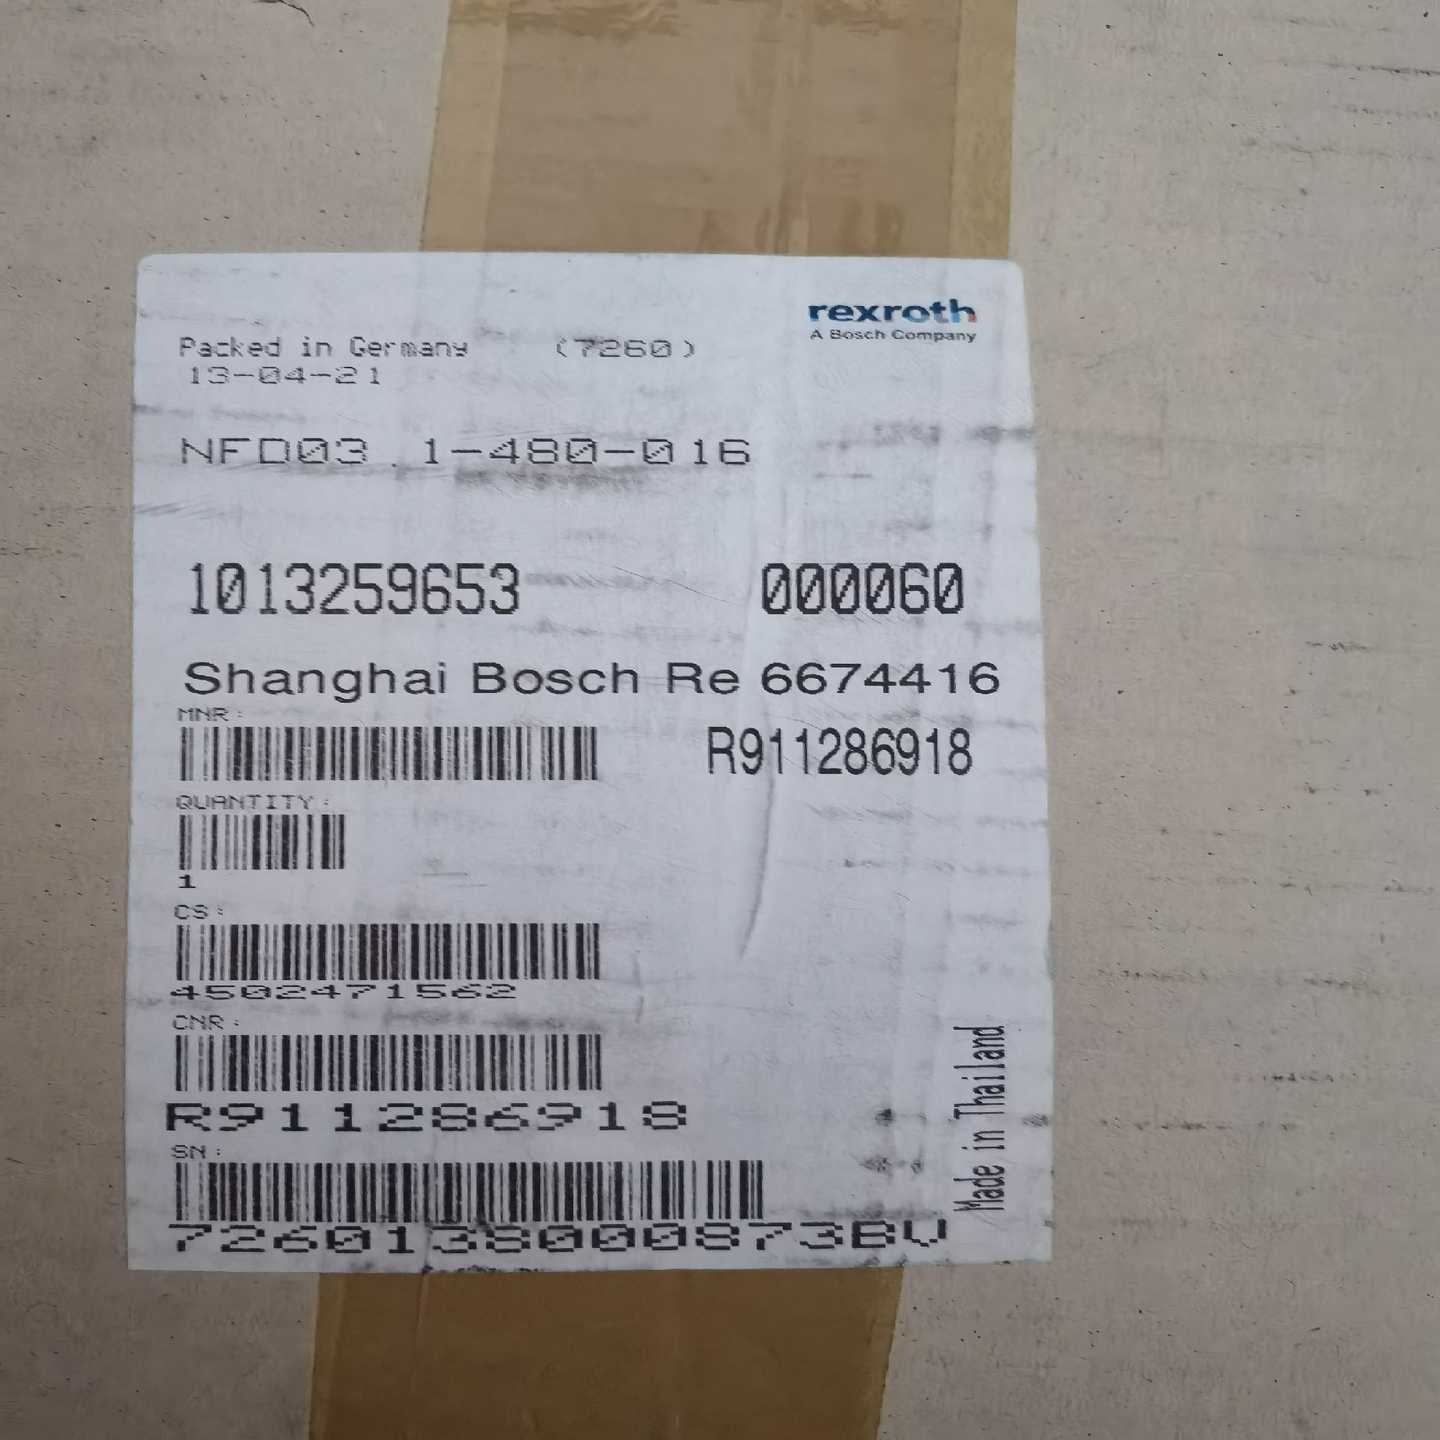 rexroth
A Bosch Company
Packed in Germany (7260)
13-04-21
NFD03.1-480-016
1013259653 000060
Shanghai Bosch Re 6674416
MNR:
R911286918
QUANTITY:
1
CS:
4502471562
CNR:
R911286918
SN:
7260138000873BV
Made in Thailand